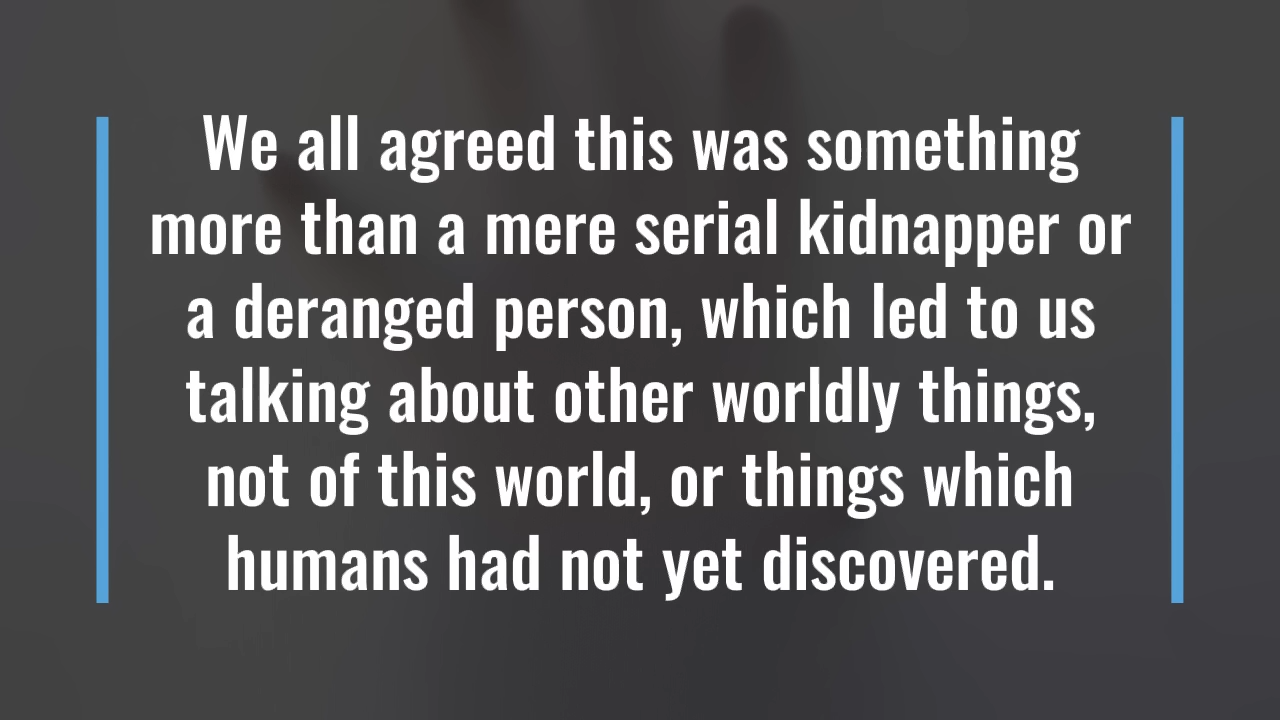 We all agreed this was something
more than a mere serial kidnapper or
a deranged person, which led to us
talking about other worldly things,
not of this world, or things which
humans had not yet discovered.